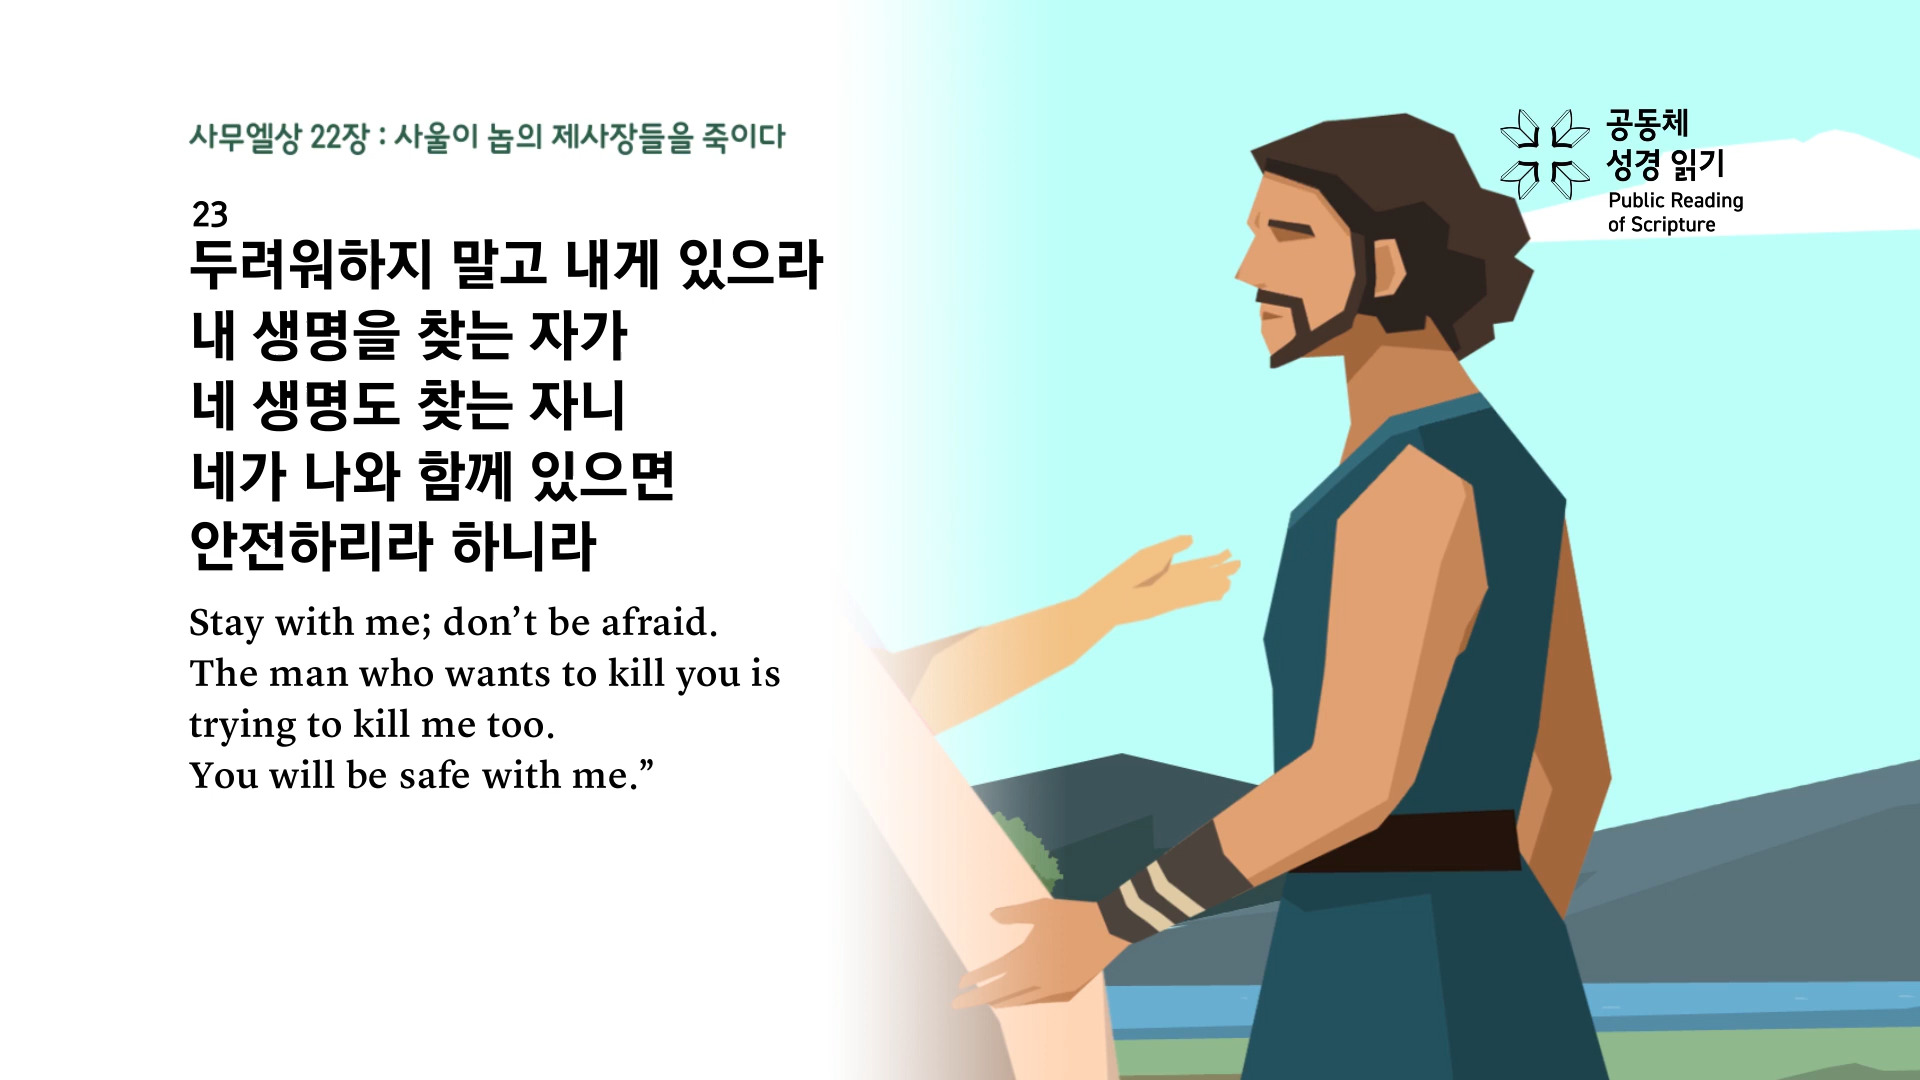 사무엘상 22장 : 사울이 놉의 제사장들을 죽이다
23
두려워하지 말고 내게 있으라
내 생명을 찾는 자가
네 생명도 찾는 자니
네가 나와 함께 있으면
안전하리라 하니라
Stay with me; don’t be afraid.
The man who wants to kill you is
trying to kill me too.
You will be safe with me.”
공동체
성경 읽기
Public Reading
of Scripture